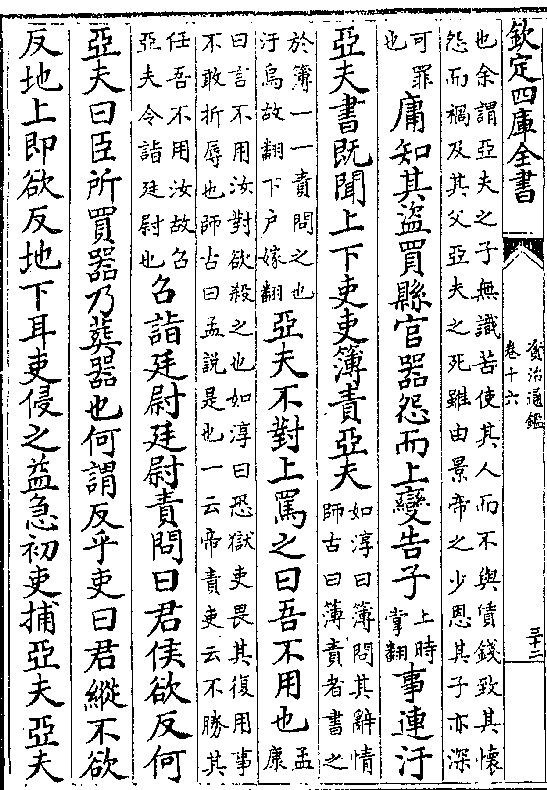 欽定四庫全書
資治通鑑
卷十六
三十二
也余謂亞夫之子無識苦使其人而不與賃錢致其懷
怨而禍及其父亞夫之死雖由景帝之少恩其子亦深
可罪也庸知其盜買縣官器怨而上變告子上時掌翻事連汙
亞夫書既聞上下吏吏簿責亞夫如淳曰簿問其辭情師古曰簿責者書之
於簿一一責問之也汙烏故翻下户嫁翻亞夫不對上罵之曰吾不用也孟康
曰言不用汝對欲殺之也如淳曰恐獄吏畏其復用事
不敢折辱也師古曰孟說是也一云帝責吏云不勝其
任吾不用汝故召亞夫令詣廷尉也召詣廷尉廷尉責問曰君侯欲反何
亞夫曰臣所買器乃葬器也何謂反乎吏曰君縱不欲
反地上即欲反地下耳吏侵之益急初吏捕亞夫亞夫